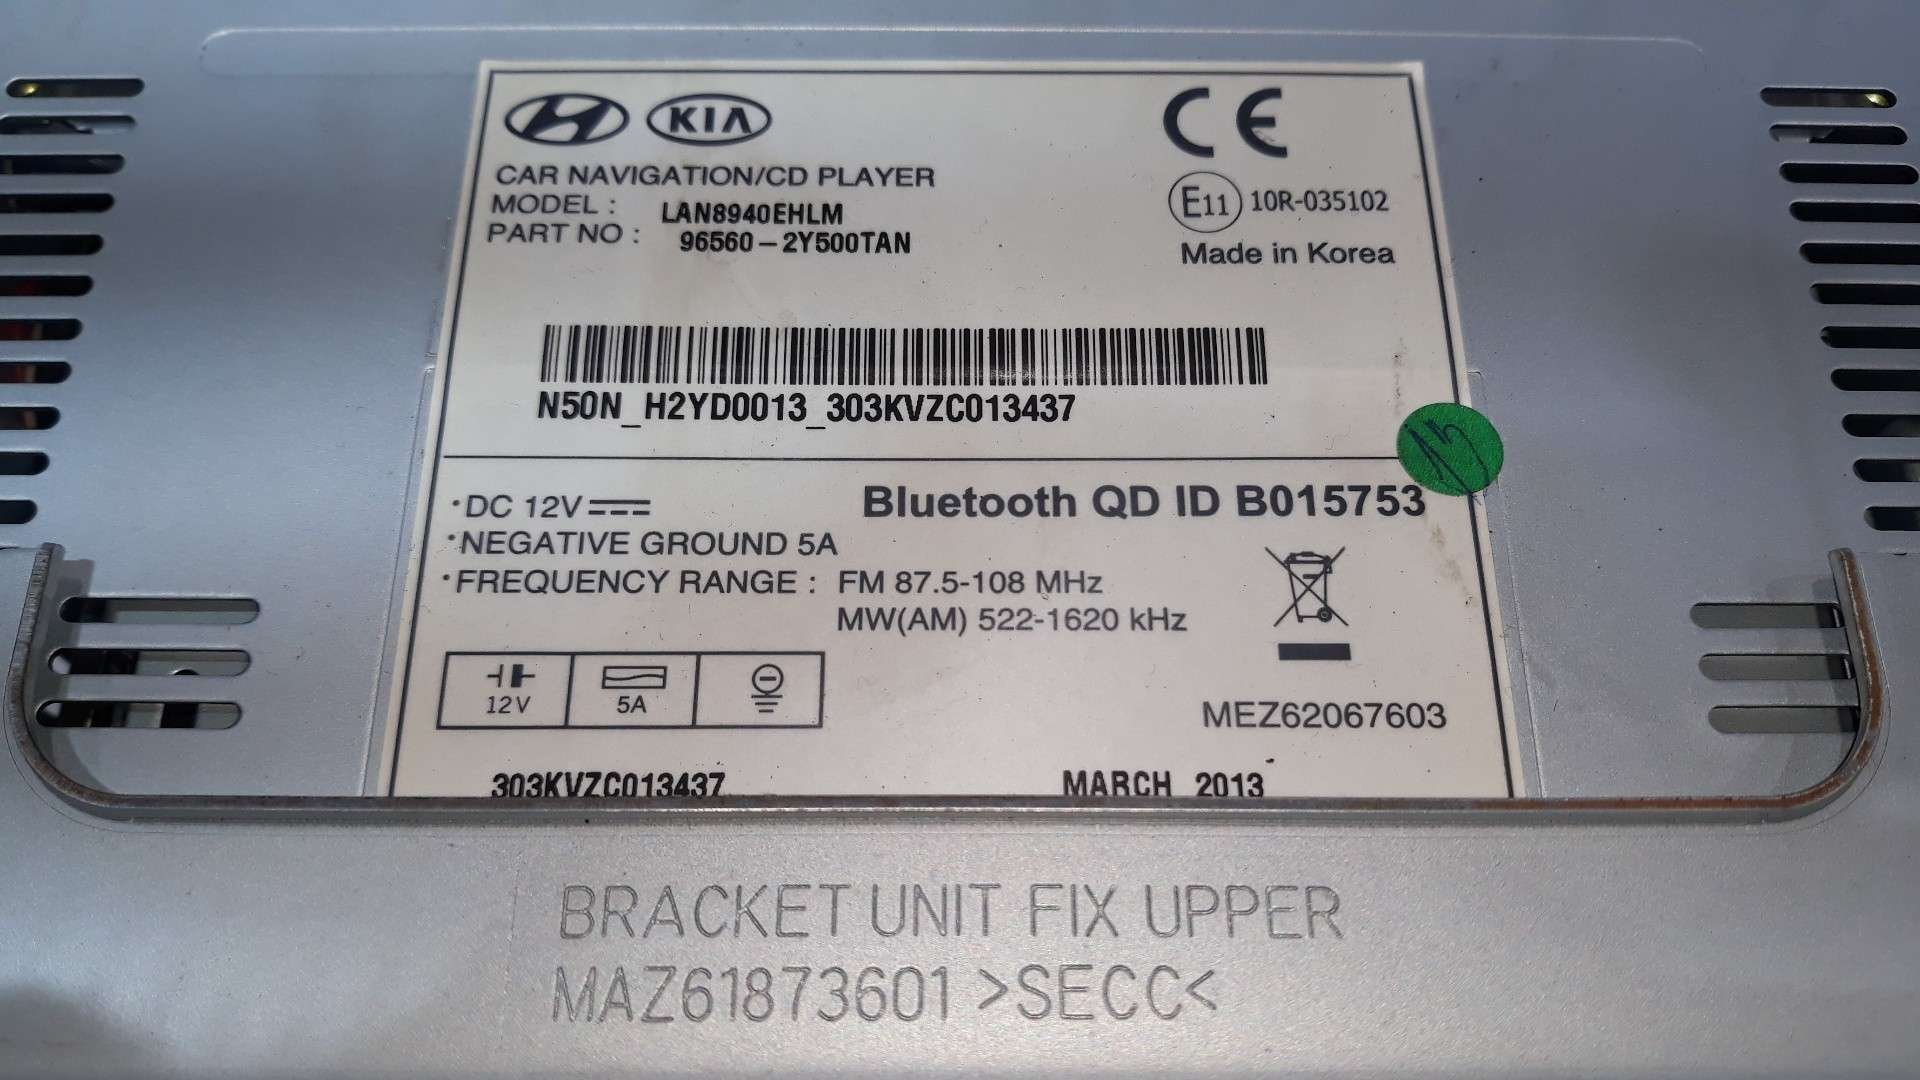 KIA
CE
CAR NAVIGATION/CD PLAYER
MODEL : LAN8940EHLM
PART NO : 96560-2Y500TAN
E11 10R-035102
Made in Korea
N50N_H2YD0013_303KVZC013437
·DC 12V
Bluetooth QD ID B015753
·NEGATIVE GROUND 5A
·FREQUENCY RANGE : FM 87.5-108 MHz
MW(AM) 522-1620 kHz
12V 5A
MEZ62067603
303KVZC013437 MARCH 2013
BRACKET UNIT FIX UPPER
MAZ61873601 >SECC<